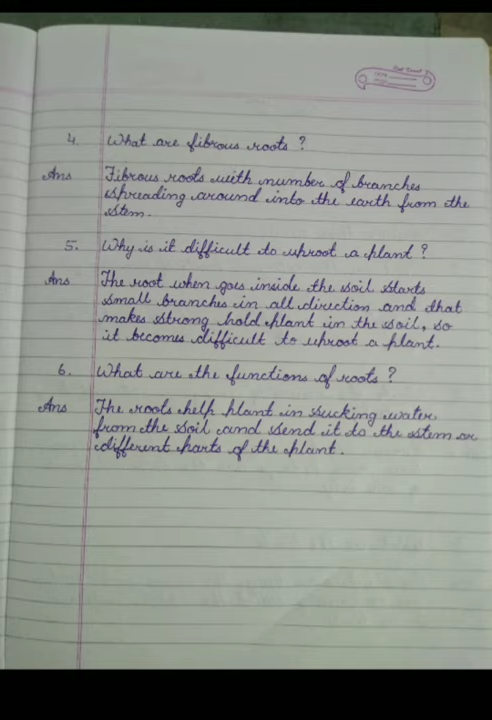 4. What are fibrous roots ?
Ans Fibrous roots with number of branches
spreading around into the earth from the
stem.
5. Why is it difficult to uproot a plant ?
Ans The root when goes inside the soil starts
small branches in all direction and that
makes strong hold plant in the soil, so
it becomes difficult to uproot a plant.
6. What are the functions of roots ?
Ans The roots help plant in sucking water
from the soil and send it to the stem or
different parts of the plant.